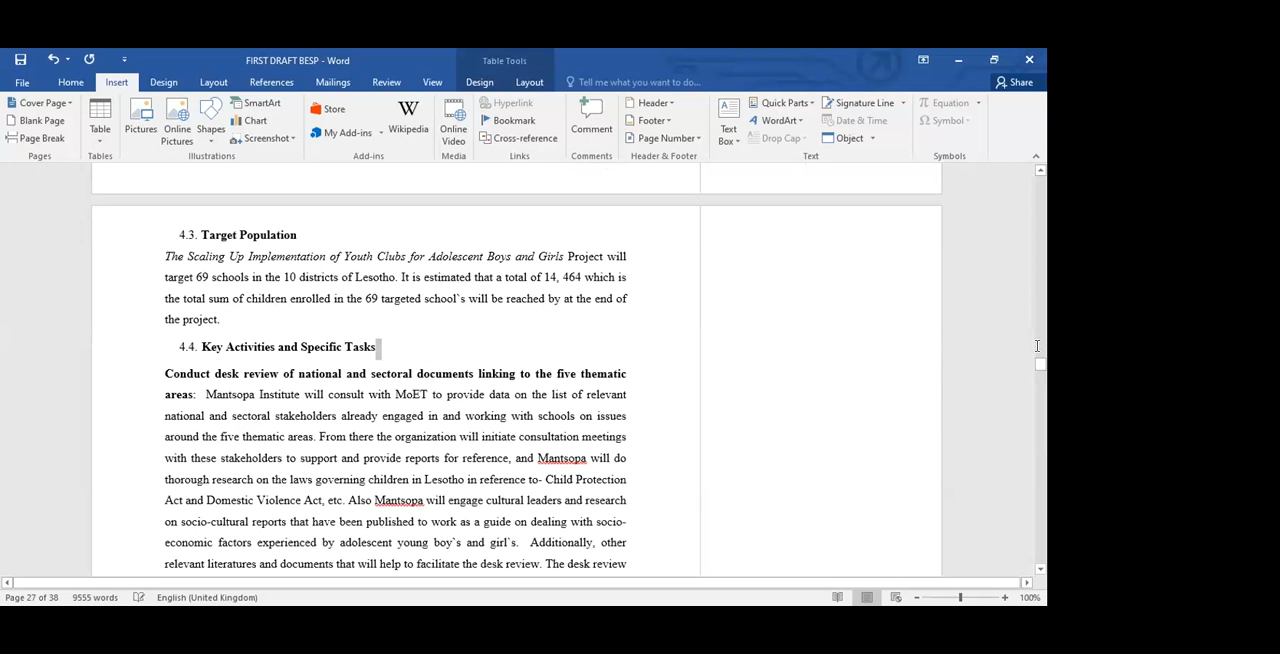 FIRST DRAFT BESP - Word
Table Tools
File Home Insert Design Layout References Mailings Review View Design Layout Tell me what you want to do... Share
Cover Page
Blank Page
Page Break
Pages
Table
Tables
Pictures
Online Pictures
Shapes
SmartArt
Chart
Screenshot
Illustrations
Store
My Add-ins
Wikipedia
Add-ins
Online Video
Media
Hyperlink
Bookmark
Cross-reference
Links
Comment
Comments
Header
Footer
Page Number
Header & Footer
Text Box
Quick Parts
WordArt
Drop Cap
Signature Line
Date & Time
Object
Text
Equation
Symbol
Symbols
4.3. Target Population
The Scaling Up Implementation of Youth Clubs for Adolescent Boys and Girls Project will
target 69 schools in the 10 districts of Lesotho. It is estimated that a total of 14, 464 which is
the total sum of children enrolled in the 69 targeted school`s will be reached by at the end of
the project.
4.4. Key Activities and Specific Tasks
Conduct desk review of national and sectoral documents linking to the five thematic
areas: Mantsopa Institute will consult with MoET to provide data on the list of relevant
national and sectoral stakeholders already engaged in and working with schools on issues
around the five thematic areas. From there the organization will initiate consultation meetings
with these stakeholders to support and provide reports for reference, and Mantsopa will do
thorough research on the laws governing children in Lesotho in reference to- Child Protection
Act and Domestic Violence Act, etc. Also Mantsopa will engage cultural leaders and research
on socio-cultural reports that have been published to work as a guide on dealing with socio-
economic factors experienced by adolescent young boy`s and girl`s. Additionally, other
relevant literatures and documents that will help to facilitate the desk review. The desk review
Page 27 of 38 9555 words English (United Kingdom) 100%